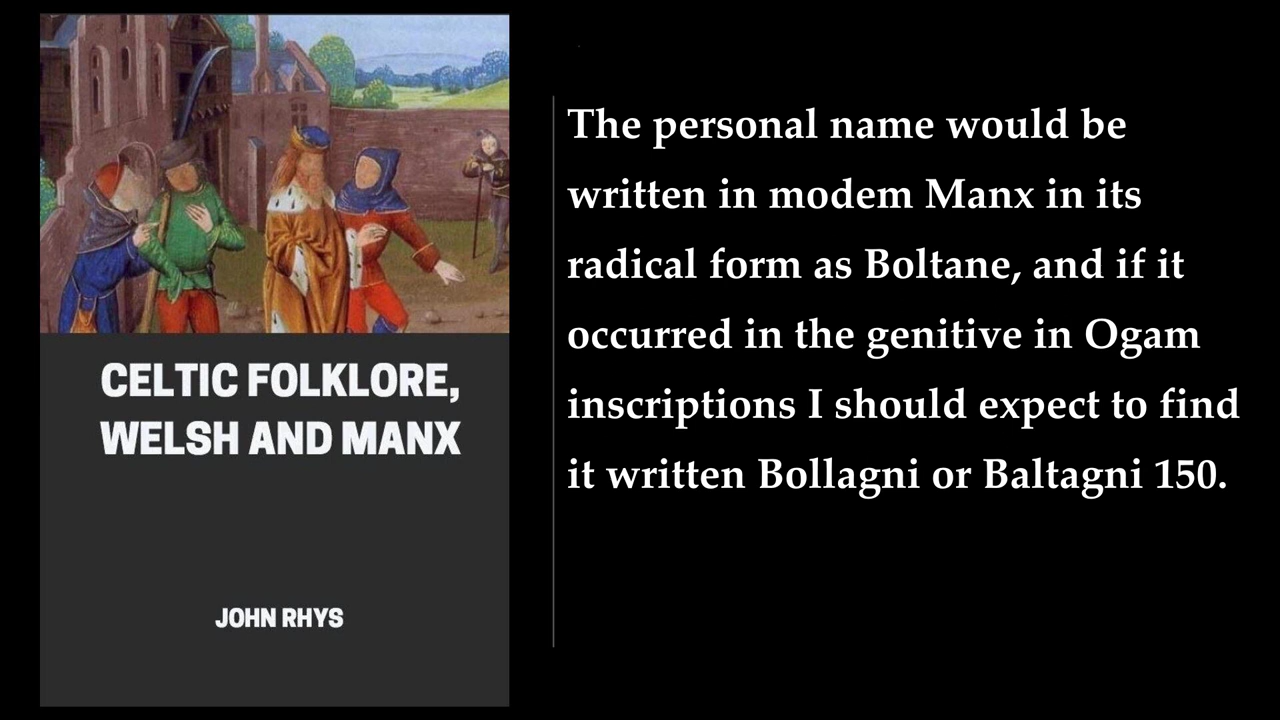 CELTIC FOLKLORE,
WELSH AND MANX
JOHN RHYS
The personal name would be
written in modem Manx in its
radical form as Boltane, and if it
occurred in the genitive in Ogam
inscriptions I should expect to find
it written Bollagni or Baltagni 150.